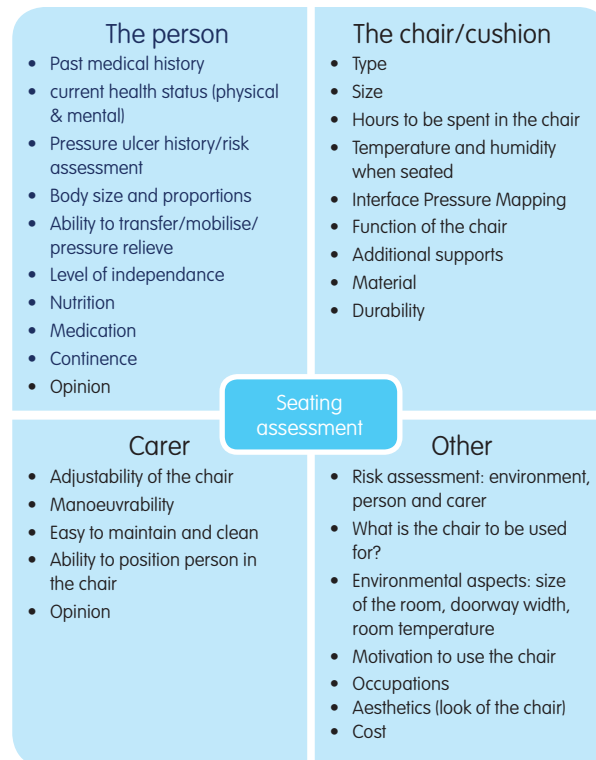 The person
• Past medical history
• current health status (physical
& mental)
• Pressure ulcer history/risk
assessment
• Body size and proportions
• Ability to transfer/mobilise/
pressure relieve
• Level of independance
• Nutrition
• Medication
• Continence
• Opinion
The chair/cushion
• Type
• Size
• Hours to be spent in the chair
• Temperature and humidity
when seated
• Interface Pressure Mapping
• Function of the chair
• Additional supports
• Material
• Durability
Seating
assessment
Carer
• Adjustability of the chair
• Manoeuvrability
• Easy to maintain and clean
• Ability to position person in
the chair
• Opinion
Other
• Risk assessment: environment,
person and carer
• What is the chair to be used
for?
• Environmental aspects: size
of the room, doorway width,
room temperature
• Motivation to use the chair
• Occupations
• Aesthetics (look of the chair)
• Cost